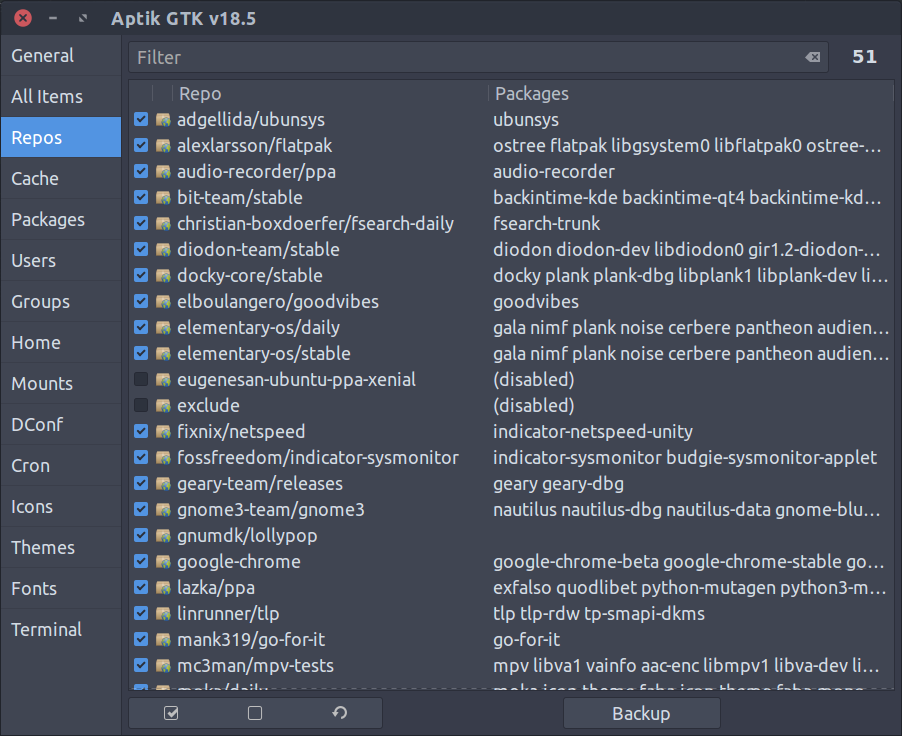 Aptik GTK v18.5
General
All Items
Repos
Cache
Packages
Users
Groups
Home
Mounts
DConf
Cron
Icons
Themes
Fonts
Terminal
Filter 51
Repo Packages
adgellida/ubunsys ubunsys
alexlarsson/flatpak ostree flatpak libgsystem0 libflatpak0 ostree-...
audio-recorder/ppa audio-recorder
bit-team/stable backintime-kde backintime-qt4 backintime-kd...
christian-boxdoerfer/fsearch-daily fsearch-trunk
diodon-team/stable diodon diodon-dev libdiodon0 gir1.2-diodon-...
docky-core/stable docky plank plank-dbg libplank1 libplank-dev li...
elboulangero/goodvibes goodvibes
elementary-os/daily gala nimf plank noise cerbere pantheon audien...
elementary-os/stable gala nimf plank noise cerbere pantheon audien...
eugenesan-ubuntu-ppa-xenial (disabled)
exclude (disabled)
fixnix/netspeed indicator-netspeed-unity
fossfreedom/indicator-sysmonitor indicator-sysmonitor budgie-sysmonitor-applet
geary-team/releases geary geary-dbg
gnome3-team/gnome3 nautilus nautilus-dbg nautilus-data gnome-blu...
gnumdk/lollypop
google-chrome google-chrome-beta google-chrome-stable go...
lazka/ppa exfalso quodlibet python-mutagen python3-m...
linrunner/tlp tlp tlp-rdw tp-smapi-dkms
mank319/go-for-it go-for-it
mc3man/mpv-tests mpv libva1 vainfo aac-enc libmpv1 libva-dev li...
Backup